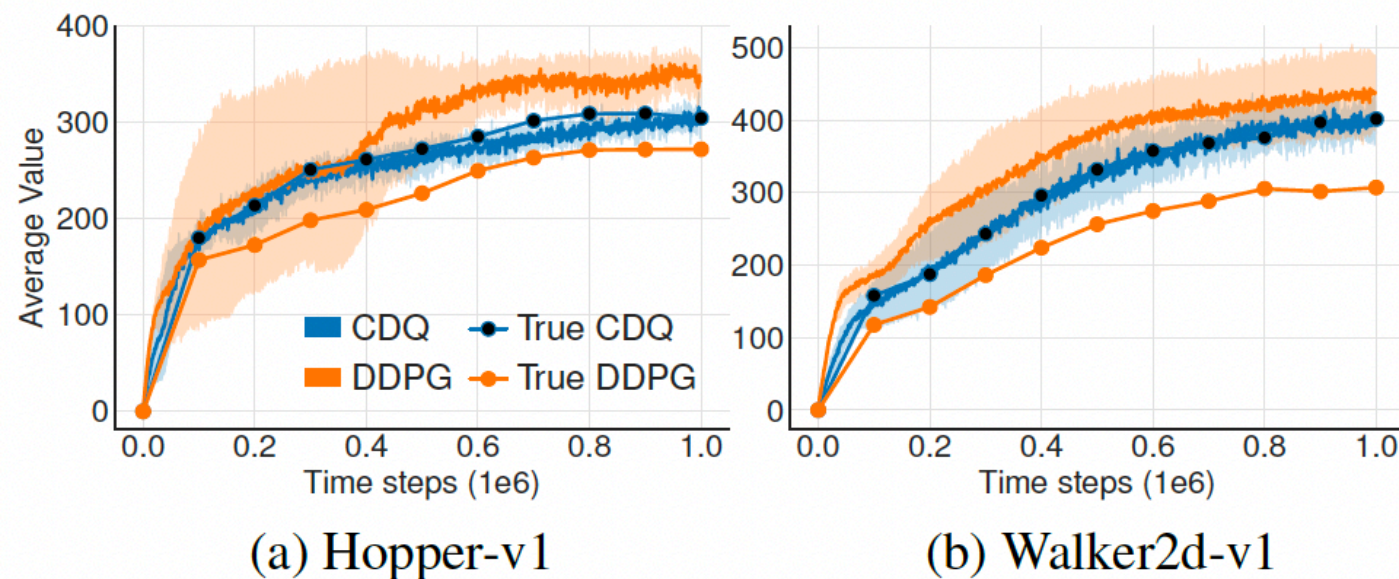 Average Value
400
300
200
100
0
CDQ
True CDQ
DDPG
True DDPG
0.0 0.2 0.4 0.6 0.8 1.0
Time steps (1e6)
(a) Hopper-v1
500
400
300
200
100
0
0.0 0.2 0.4 0.6 0.8 1.0
Time steps (1e6)
(b) Walker2d-v1